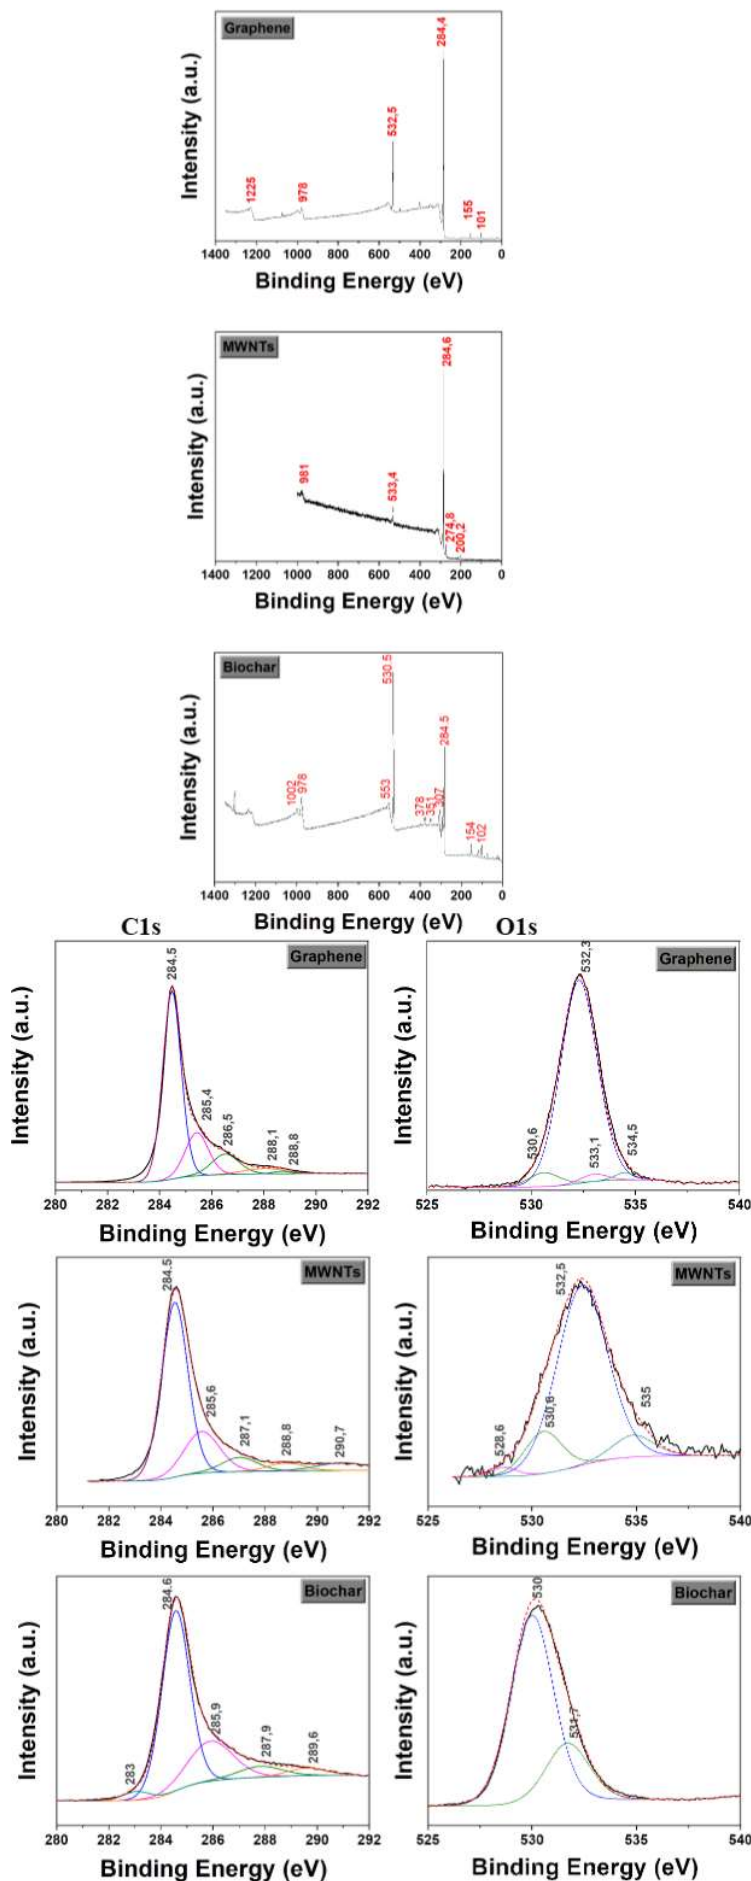 Graphene
284,4
532,5
1225
978
155
101
Intensity (a.u.)
1400 1200 1000 800 600 400 200 0
Binding Energy (eV)
MWNTs
284,6
981
533,4
274,8
200,2
Intensity (a.u.)
1400 1200 1000 800 600 400 200 0
Binding Energy (eV)
Biochar
530.5
284.5
1002
978
553
378
351
307
154
102
Intensity (a.u.)
1400 1200 1000 800 600 400 200 0
Binding Energy (eV)
C1s
O1s
Graphene
284.5
285,4
286,5
288,1
288,8
Intensity (a.u.)
280 282 284 286 288 290 292
Binding Energy (eV)
Graphene
532,3
530,6
533,1
534,5
Intensity (a.u.)
525 530 535 540
Binding Energy (eV)
MWNTs
284.5
285,6
287,1
288,8
290,7
Intensity (a.u.)
280 282 284 286 288 290 292
Binding Energy (eV)
MWNTs
532,5
528,6
530,6
535
Intensity (a.u.)
525 530 535 540
Binding Energy (eV)
Biochar
284.6
283
285,9
287,9
289,6
Intensity (a.u.)
280 282 284 286 288 290 292
Binding Energy (eV)
Biochar
530
531,7
Intensity (a.u.)
525 530 535 540
Binding Energy (eV)